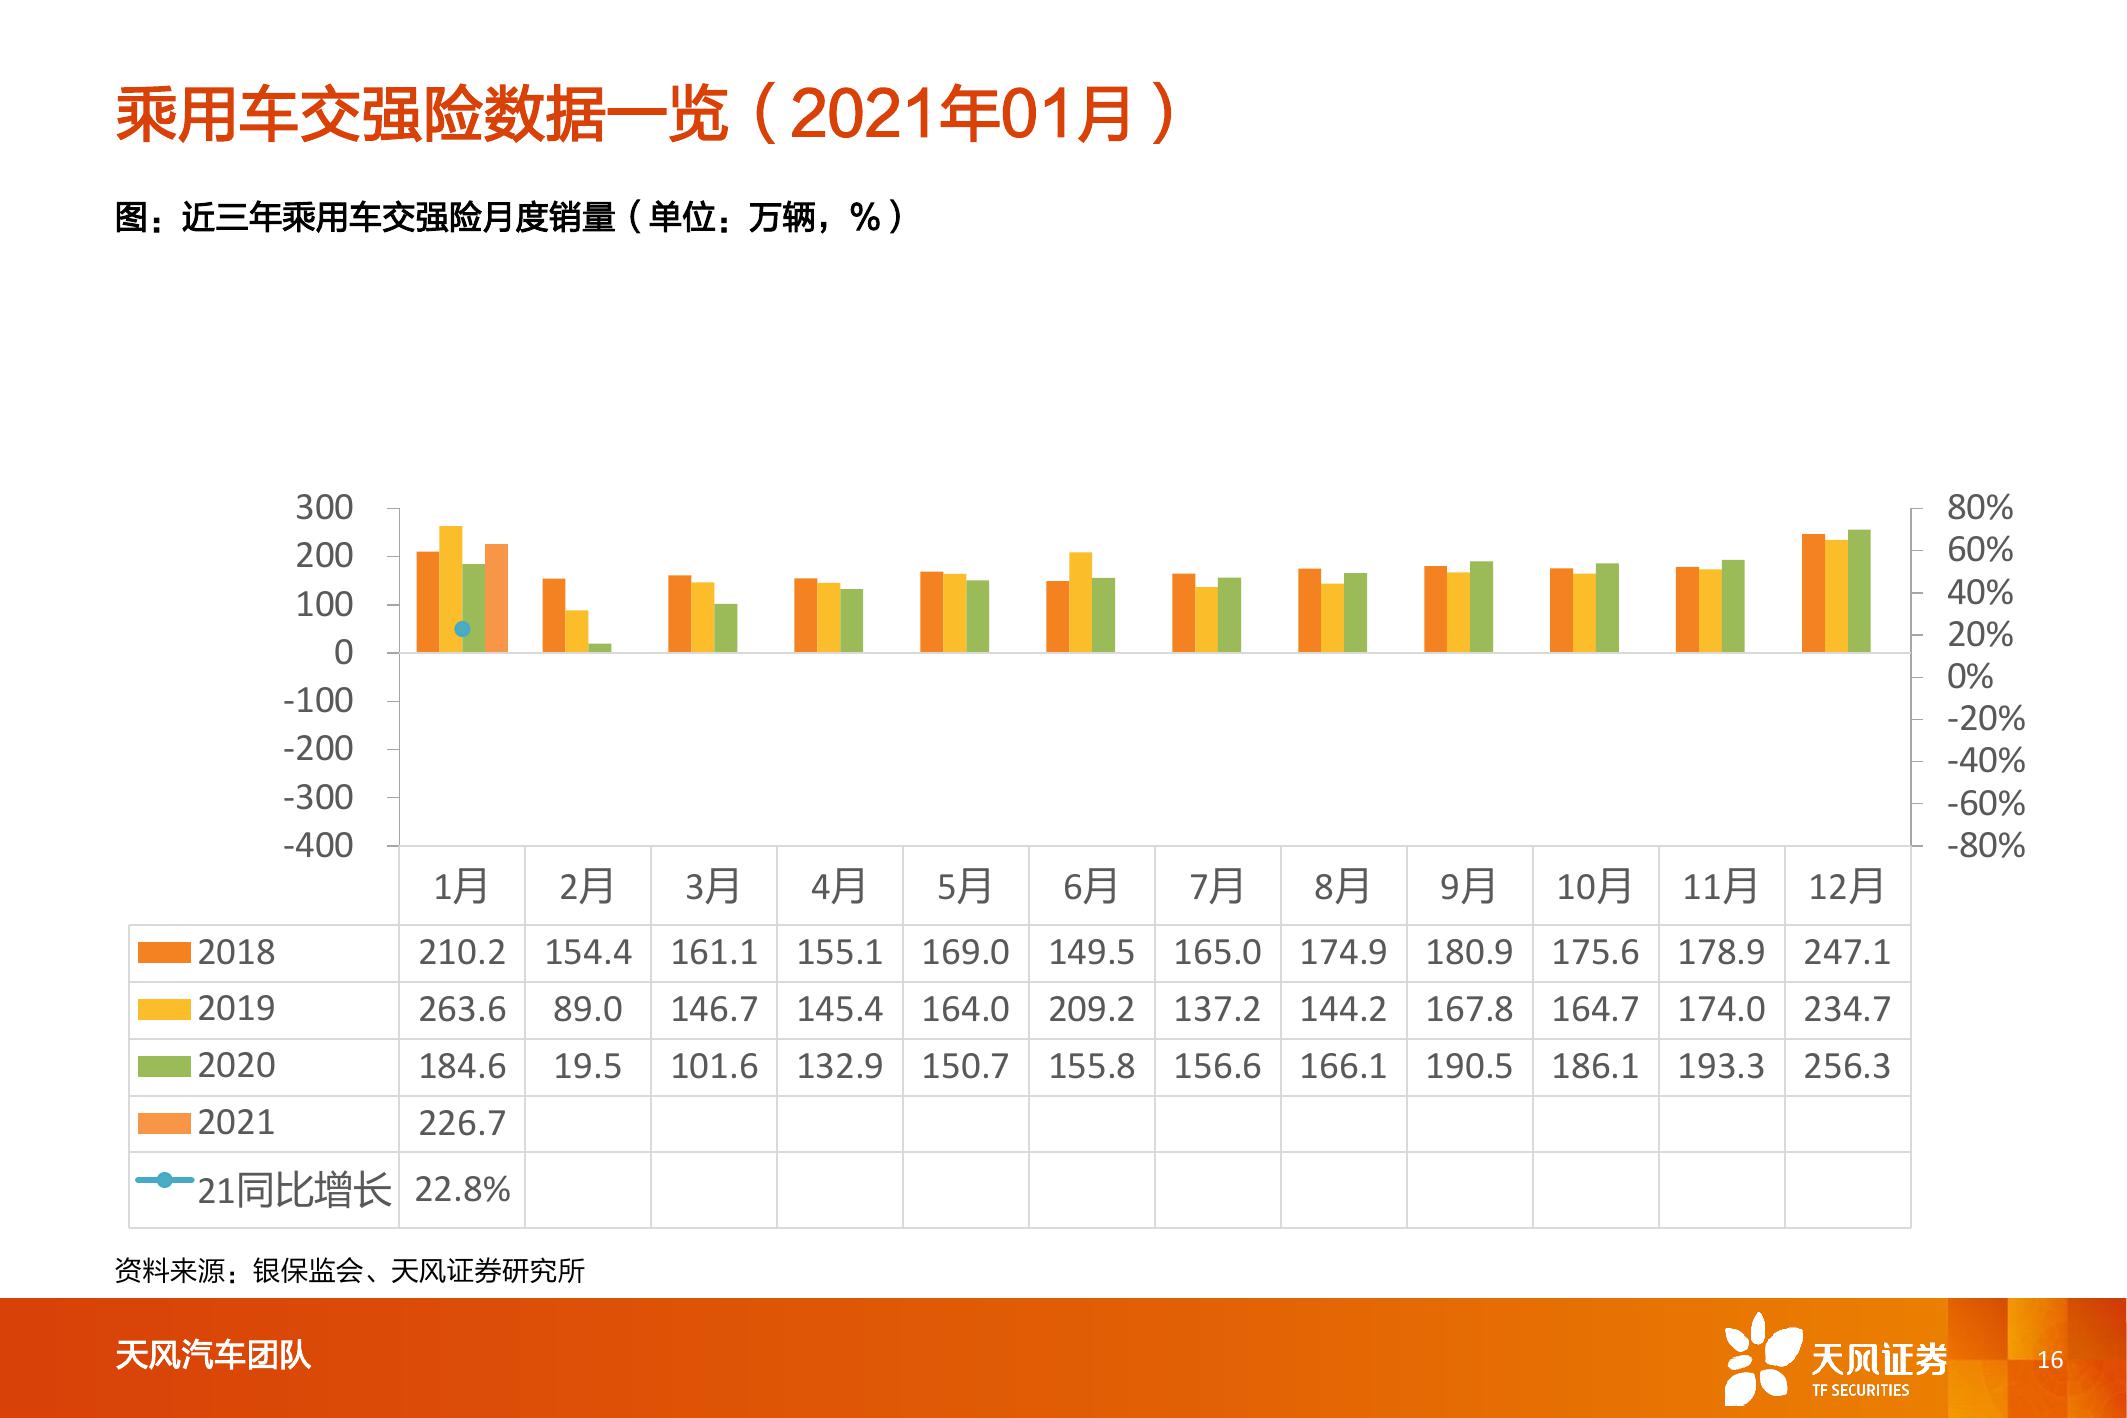 乘用车交强险数据一览（2021年01月）
图：近三年乘用车交强险月度销量（单位：万辆，%）
300
200
100
0
-100
-200
-300
-400
80%
60%
40%
20%
0%
-20%
-40%
-60%
-80%
1月 2月 3月 4月 5月 6月 7月 8月 9月 10月 11月 12月
2018 210.2 154.4 161.1 155.1 169.0 149.5 165.0 174.9 180.9 175.6 178.9 247.1
2019 263.6 89.0 146.7 145.4 164.0 209.2 137.2 144.2 167.8 164.7 174.0 234.7
2020 184.6 19.5 101.6 132.9 150.7 155.8 156.6 166.1 190.5 186.1 193.3 256.3
2021 226.7
21同比增长 22.8%
资料来源：银保监会、天风证券研究所
天风汽车团队
天风证券
TF SECURITIES
16